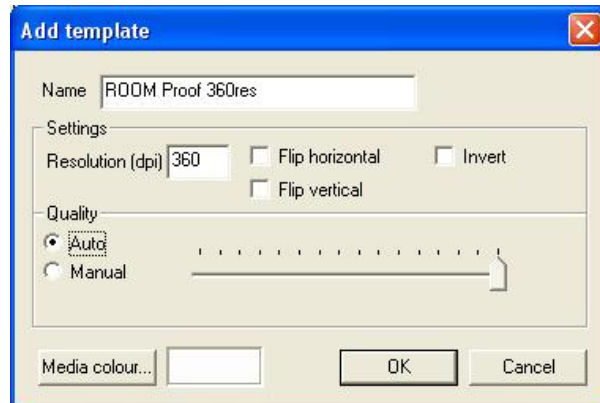 Add template
Name ROOM Proof 360res
Settings
Resolution (dpi) 360 Flip horizontal Invert
Flip vertical
Quality
Auto
Manual
Media colour... OK Cancel